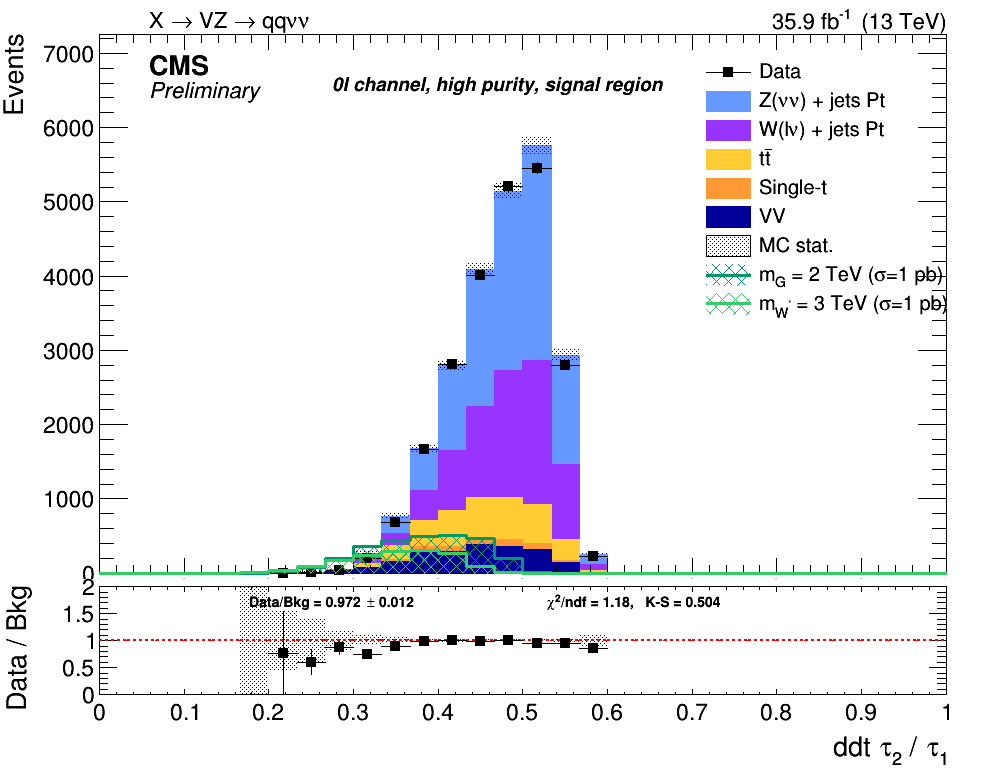 X → VZ → qqνν
35.9 fb⁻¹ (13 TeV)
Events
CMS
Preliminary
0l channel, high purity, signal region
Data
Z(νν) + jets Pt
W(lν) + jets Pt
tt̄
Single-t
VV
MC stat.
m_G = 2 TeV (σ=1 pb)
m_W' = 3 TeV (σ=1 pb)
7000
6000
5000
4000
3000
2000
1000
0
Data / Bkg
2
1.5
1
0.5
0
Data/Bkg = 0.972 ± 0.012
χ²/ndf = 1.18, K-S = 0.504
0 0.1 0.2 0.3 0.4 0.5 0.6 0.7 0.8 0.9 1
ddt τ₂ / τ₁